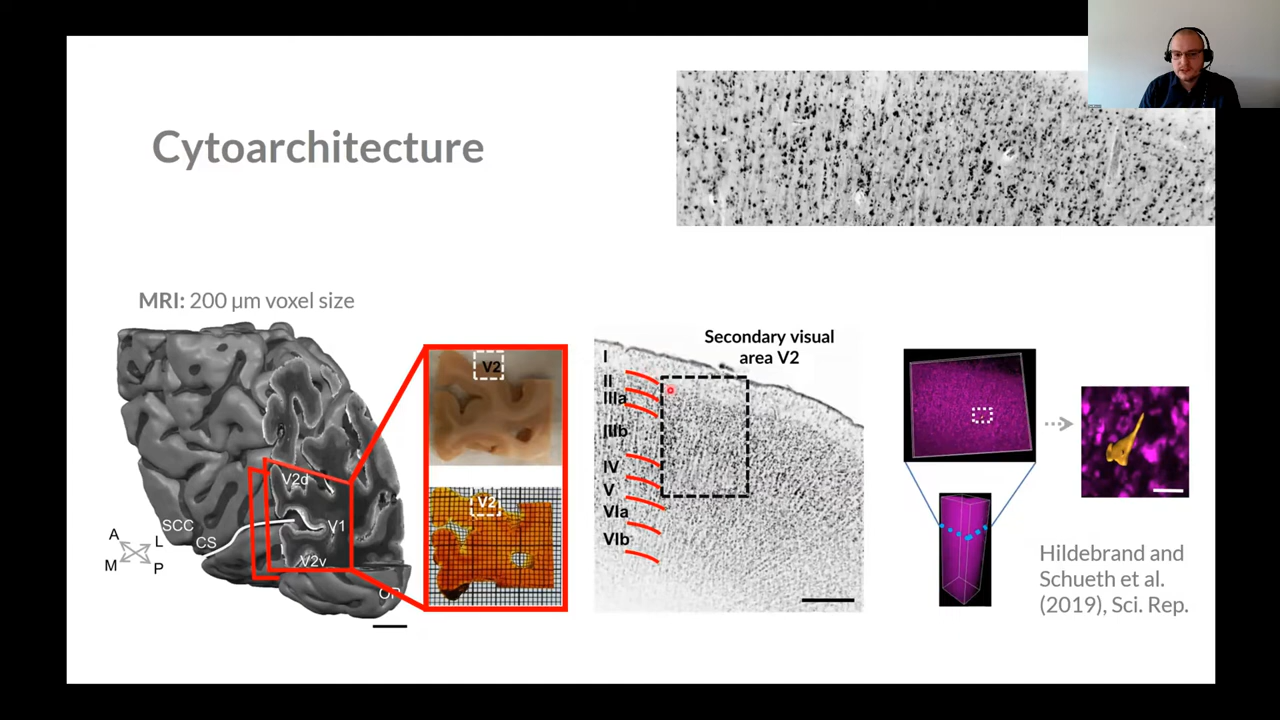 Cytoarchitecture
MRI: 200 µm voxel size
V2d
V1
V2v
SCC
CS
OP
A
L
M
P
V2
V2
Secondary visual
area V2
I
II
IIIa
IIIb
IV
V
VIa
VIb
Hildebrand and
Schueth et al.
(2019), Sci. Rep.